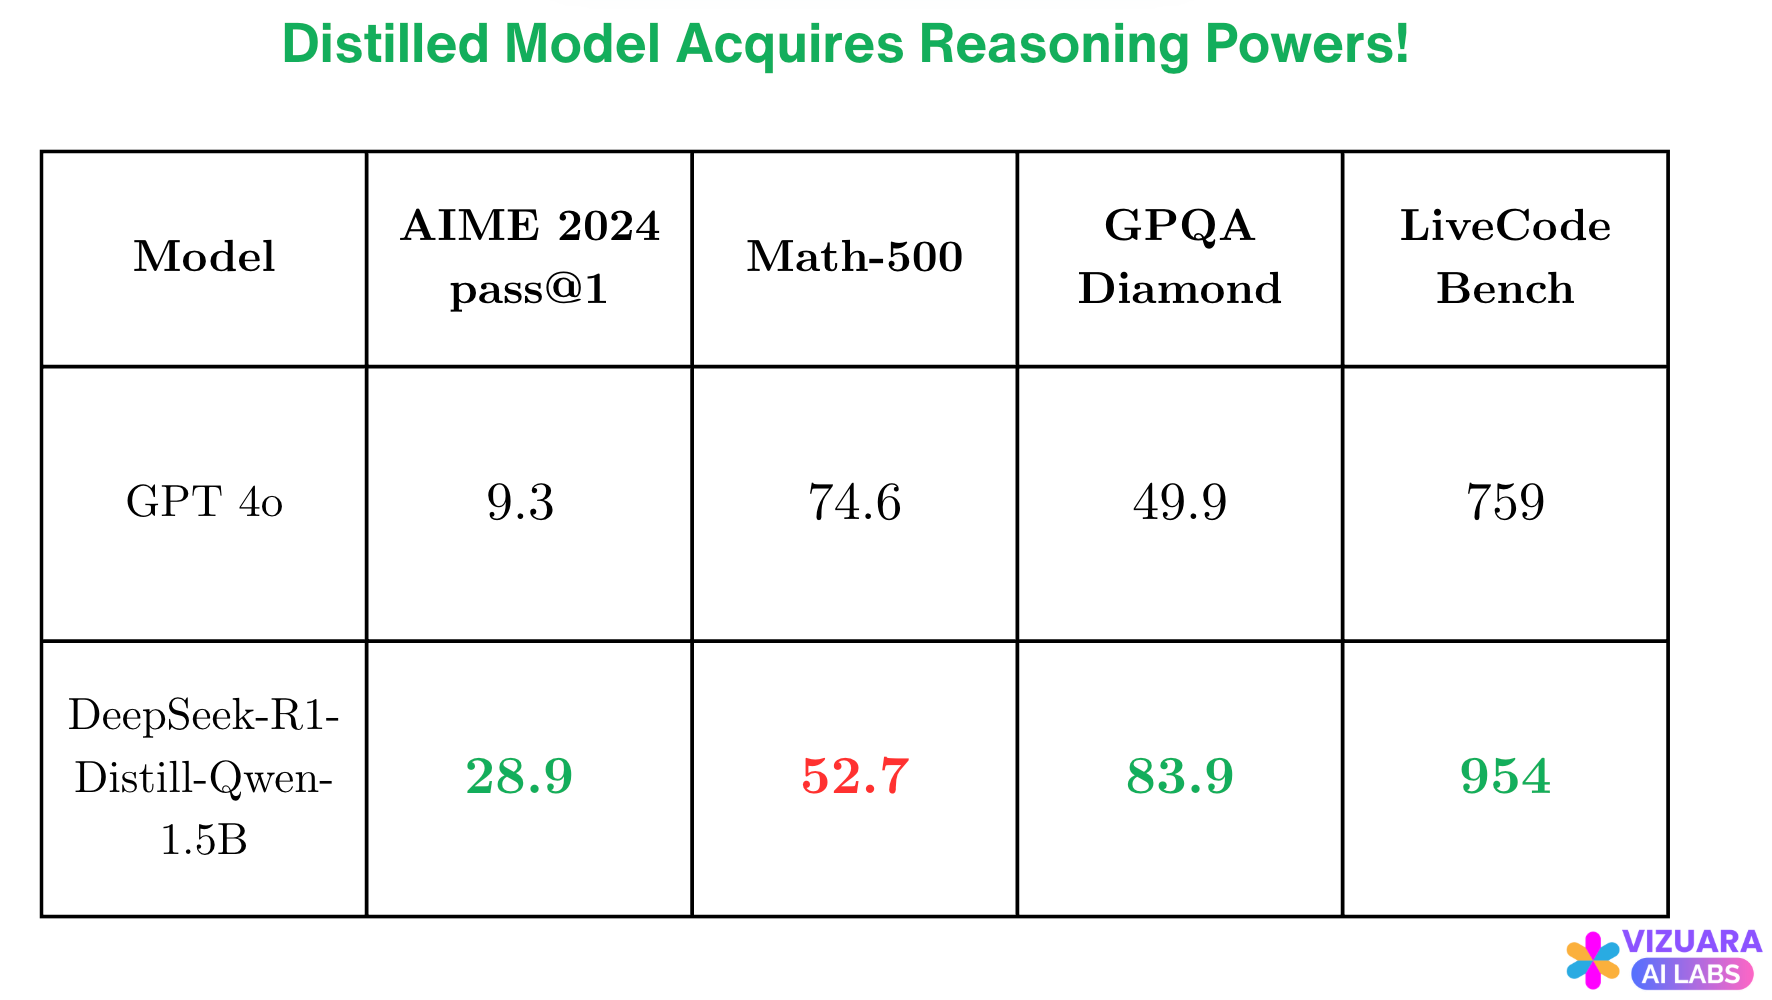 Distilled Model Acquires Reasoning Powers!
Model
AIME 2024
pass@1
Math-500
GPQA
Diamond
LiveCode
Bench
GPT 4o
9.3
74.6
49.9
759
DeepSeek-R1-
Distill-Qwen-
1.5B
28.9
52.7
83.9
954
VIZUARA
AI LABS